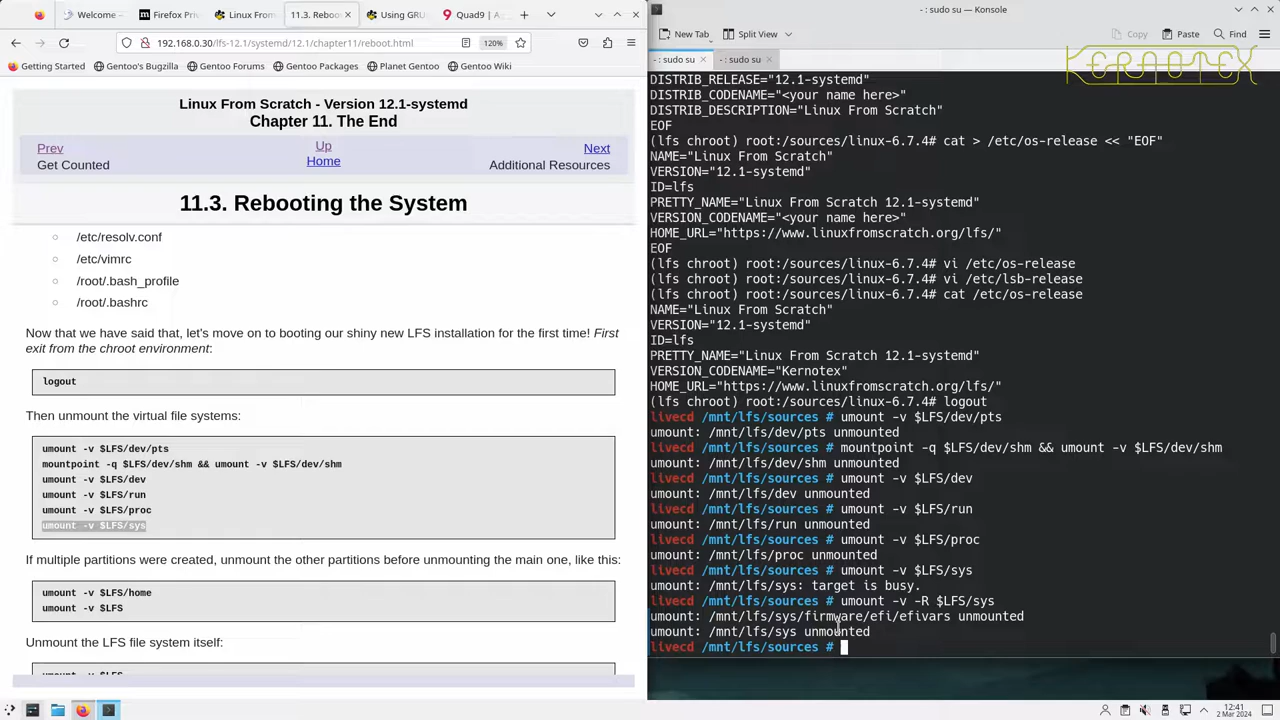 Welcome
Firefox Priv
Linux From
11.3. Reboo
Using GRU
Quad9 | A
192.168.0.30/lfs-12.1/systemd/12.1/chapter11/reboot.html
120%
Getting Started
Gentoo's Bugzilla
Gentoo Forums
Gentoo Packages
Planet Gentoo
Gentoo Wiki
Linux From Scratch - Version 12.1-systemd
Chapter 11. The End
Prev
Up
Next
Get Counted
Home
Additional Resources
11.3. Rebooting the System
/etc/resolv.conf
/etc/vimrc
/root/.bash_profile
/root/.bashrc
Now that we have said that, let's move on to booting our shiny new LFS installation for the first time! First
exit from the chroot environment:
logout
Then unmount the virtual file systems:
umount -v $LFS/dev/pts
mountpoint -q $LFS/dev/shm && umount -v $LFS/dev/shm
umount -v $LFS/dev
umount -v $LFS/run
umount -v $LFS/proc
umount -v $LFS/sys
If multiple partitions were created, unmount the other partitions before unmounting the main one, like this:
umount -v $LFS/home
umount -v $LFS
Unmount the LFS file system itself:
umount -v $LFS
- : sudo su — Konsole
New Tab
Split View
Copy
Paste
Find
- : sudo su
- : sudo su
KERNOTEX
DISTRIB_RELEASE="12.1-systemd"
DISTRIB_CODENAME="<your name here>"
DISTRIB_DESCRIPTION="Linux From Scratch"
EOF
(lfs chroot) root:/sources/linux-6.7.4# cat > /etc/os-release << "EOF"
NAME="Linux From Scratch"
VERSION="12.1-systemd"
ID=lfs
PRETTY_NAME="Linux From Scratch 12.1-systemd"
VERSION_CODENAME="<your name here>"
HOME_URL="https://www.linuxfromscratch.org/lfs/"
EOF
(lfs chroot) root:/sources/linux-6.7.4# vi /etc/os-release
(lfs chroot) root:/sources/linux-6.7.4# vi /etc/lsb-release
(lfs chroot) root:/sources/linux-6.7.4# cat /etc/os-release
NAME="Linux From Scratch"
VERSION="12.1-systemd"
ID=lfs
PRETTY_NAME="Linux From Scratch 12.1-systemd"
VERSION_CODENAME="Kernotex"
HOME_URL="https://www.linuxfromscratch.org/lfs/"
(lfs chroot) root:/sources/linux-6.7.4# logout
livecd /mnt/lfs/sources # umount -v $LFS/dev/pts
umount: /mnt/lfs/dev/pts unmounted
livecd /mnt/lfs/sources # mountpoint -q $LFS/dev/shm && umount -v $LFS/dev/shm
umount: /mnt/lfs/dev/shm unmounted
livecd /mnt/lfs/sources # umount -v $LFS/dev
umount: /mnt/lfs/dev unmounted
livecd /mnt/lfs/sources # umount -v $LFS/run
umount: /mnt/lfs/run unmounted
livecd /mnt/lfs/sources # umount -v $LFS/proc
umount: /mnt/lfs/proc unmounted
livecd /mnt/lfs/sources # umount -v $LFS/sys
umount: /mnt/lfs/sys: target is busy.
livecd /mnt/lfs/sources # umount -v -R $LFS/sys
umount: /mnt/lfs/sys/firmware/efi/efivars unmounted
umount: /mnt/lfs/sys unmounted
livecd /mnt/lfs/sources #
12:41
2 Mar 2024